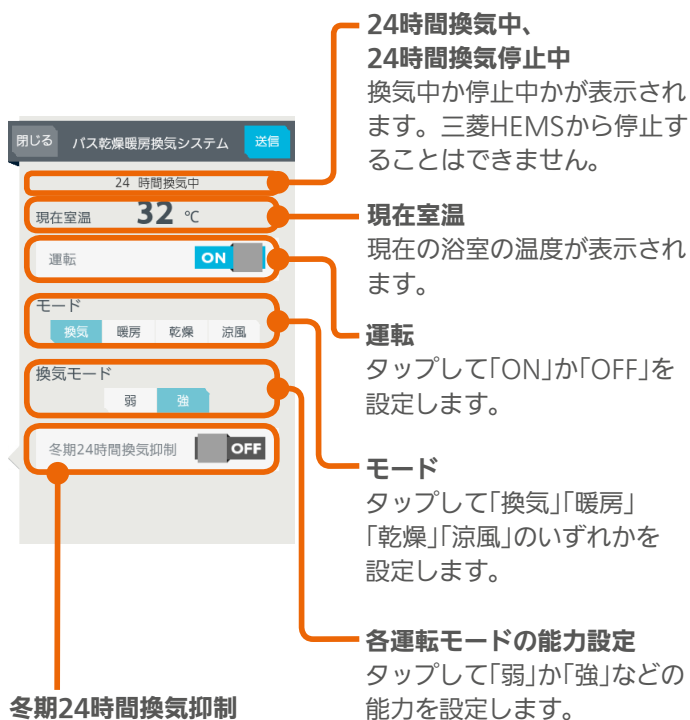 閉じる
バス乾燥暖房換気システム
送信
24 時間換気中
現在室温 32 ℃
運転 ON
モード
換気 暖房 乾燥 涼風
換気モード
弱 強
冬期24時間換気抑制 OFF
24時間換気中、
24時間換気停止中
換気中か停止中かが表示され
ます。三菱HEMSから停止す
ることはできません。
現在室温
現在の浴室の温度が表示され
ます。
運転
タップして「ON」か「OFF」を
設定します。
モード
タップして「換気」「暖房」
「乾燥」「涼風」のいずれかを
設定します。
各運転モードの能力設定
タップして「弱」か「強」などの
能力を設定します。
冬期24時間換気抑制